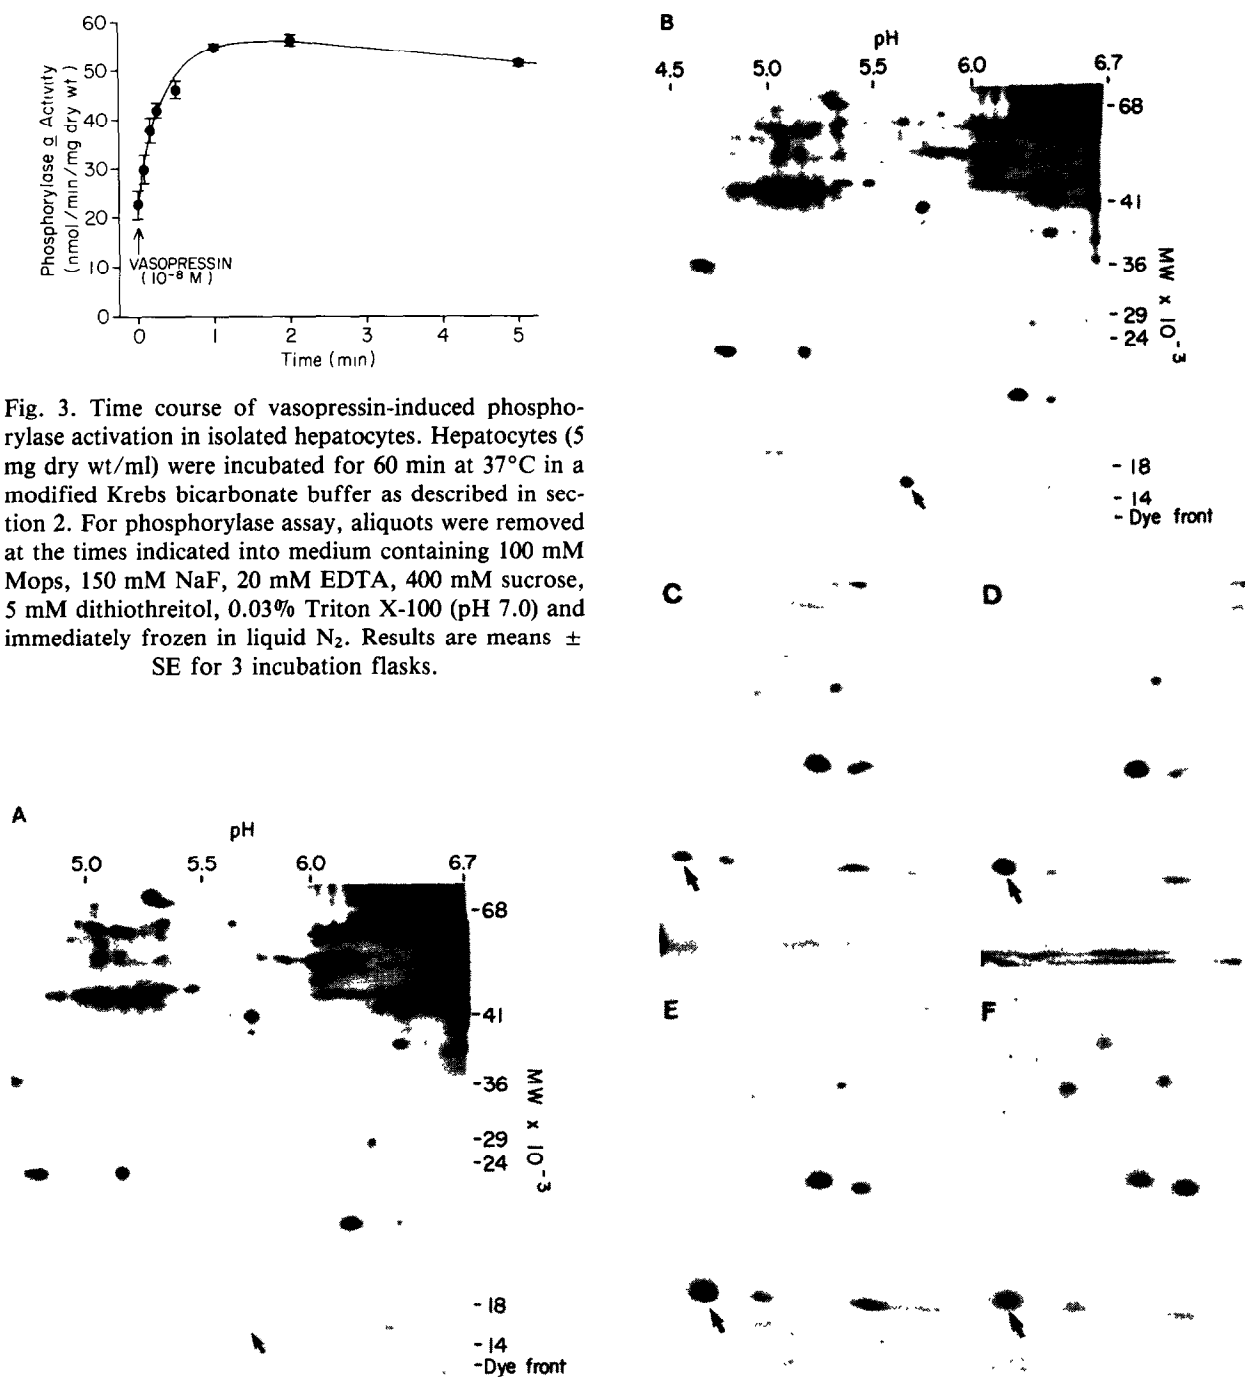 60
50
40
30
20
10
0
Phosphorylase a Activity
(nmol/min/mg dry wt)
VASOPRESSIN
(10⁻⁸ M)
0 1 2 3 4 5
Time (min)
Fig. 3. Time course of vasopressin-induced phospho-
rylase activation in isolated hepatocytes. Hepatocytes (5
mg dry wt/ml) were incubated for 60 min at 37°C in a
modified Krebs bicarbonate buffer as described in sec-
tion 2. For phosphorylase assay, aliquots were removed
at the times indicated into medium containing 100 mM
Mops, 150 mM NaF, 20 mM EDTA, 400 mM sucrose,
5 mM dithiothreitol, 0.03% Triton X-100 (pH 7.0) and
immediately frozen in liquid N₂. Results are means ±
SE for 3 incubation flasks.
A
pH
5.0 5.5 6.0 6.7
-68
-41
-36
-29
-24
-18
-14
-Dye front
MW × 10⁻³
B
pH
4.5 5.0 5.5 6.0 6.7
-68
-41
-36
-29
-24
-18
-14
-Dye front
MW × 10⁻³
C
D
E
F